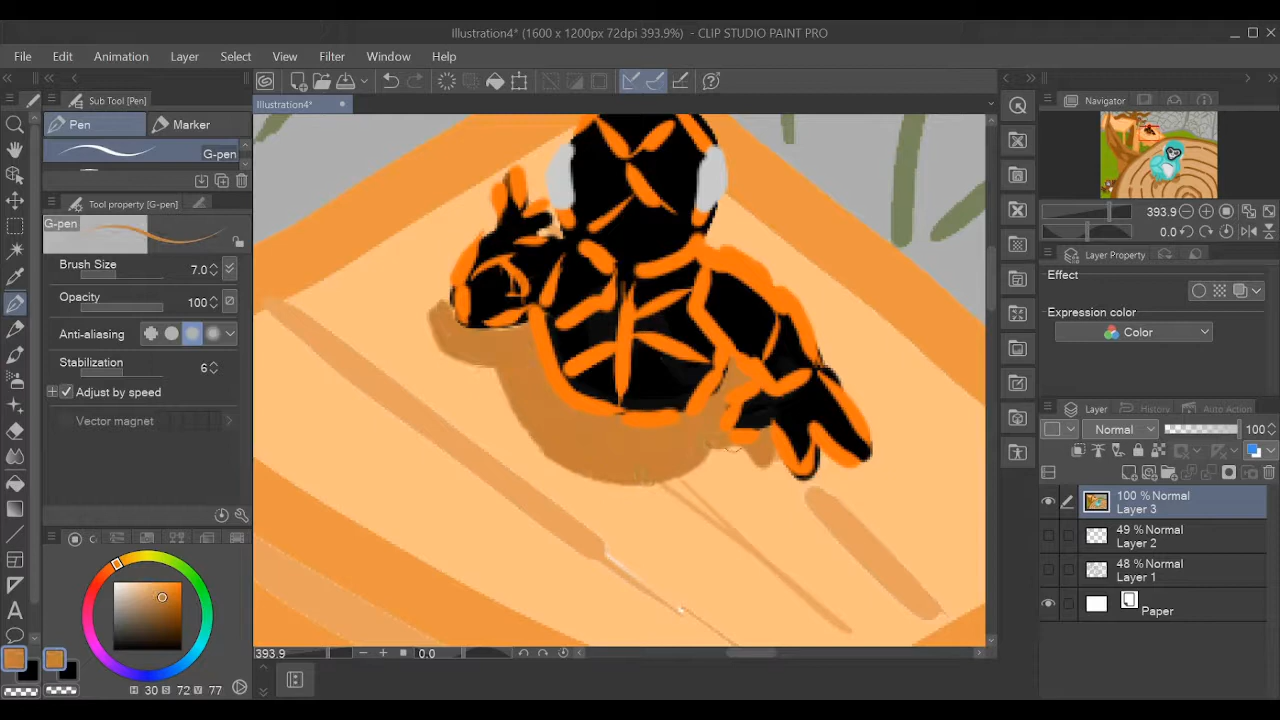 Illustration4* (1600 x 1200px 72dpi 393.9%) - CLIP STUDIO PAINT PRO
File Edit Animation Layer Select View Filter Window Help
Sub Tool [Pen]
Illustration4*
Navigator
Pen
Marker
G-pen
Tool property [G-pen]
G-pen
Brush Size 7.0
Opacity 100
Anti-aliasing
Stabilization 6
Adjust by speed
Vector magnet
H 30 S 72 V 77
393.9 0.0
393.9
0.0
Layer Property
Effect
Expression color
Color
Layer History Auto Action
Normal 100
100 % Normal
Layer 3
49 % Normal
Layer 2
48 % Normal
Layer 1
Paper